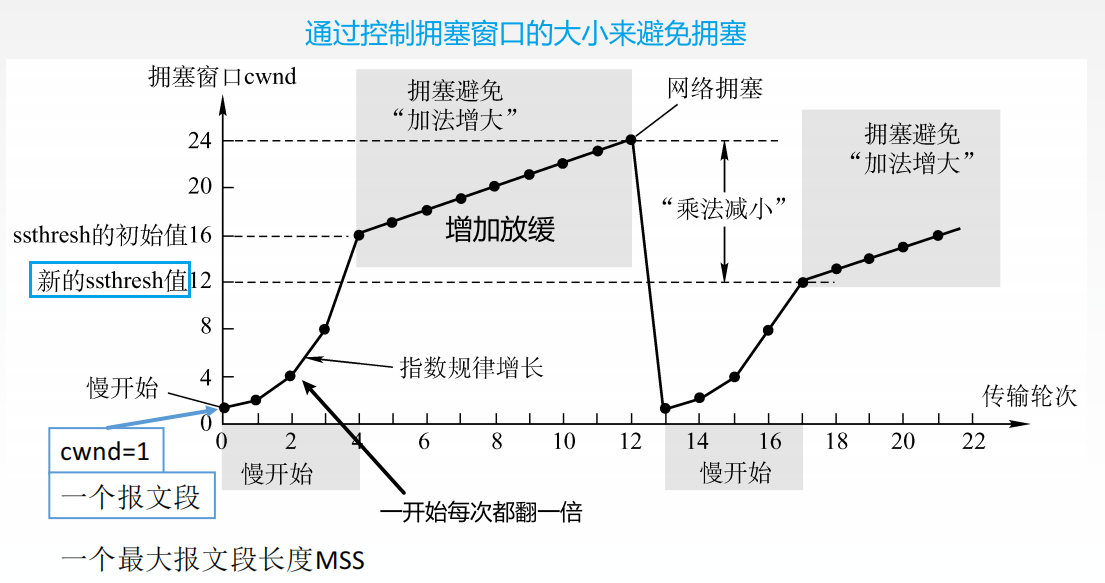 通过控制拥塞窗口的大小来避免拥塞
拥塞窗口cwnd
拥塞避免
“加法增大”
网络拥塞
拥塞避免
“加法增大”
24
20
“乘法减小”
ssthresh的初始值16
增加放缓
新的ssthresh值12
8
指数规律增长
4
慢开始
传输轮次
0
0 2 4 6 8 10 12 14 16 18 20 22
cwnd=1
慢开始
慢开始
一个报文段
一开始每次都翻一倍
一个最大报文段长度MSS